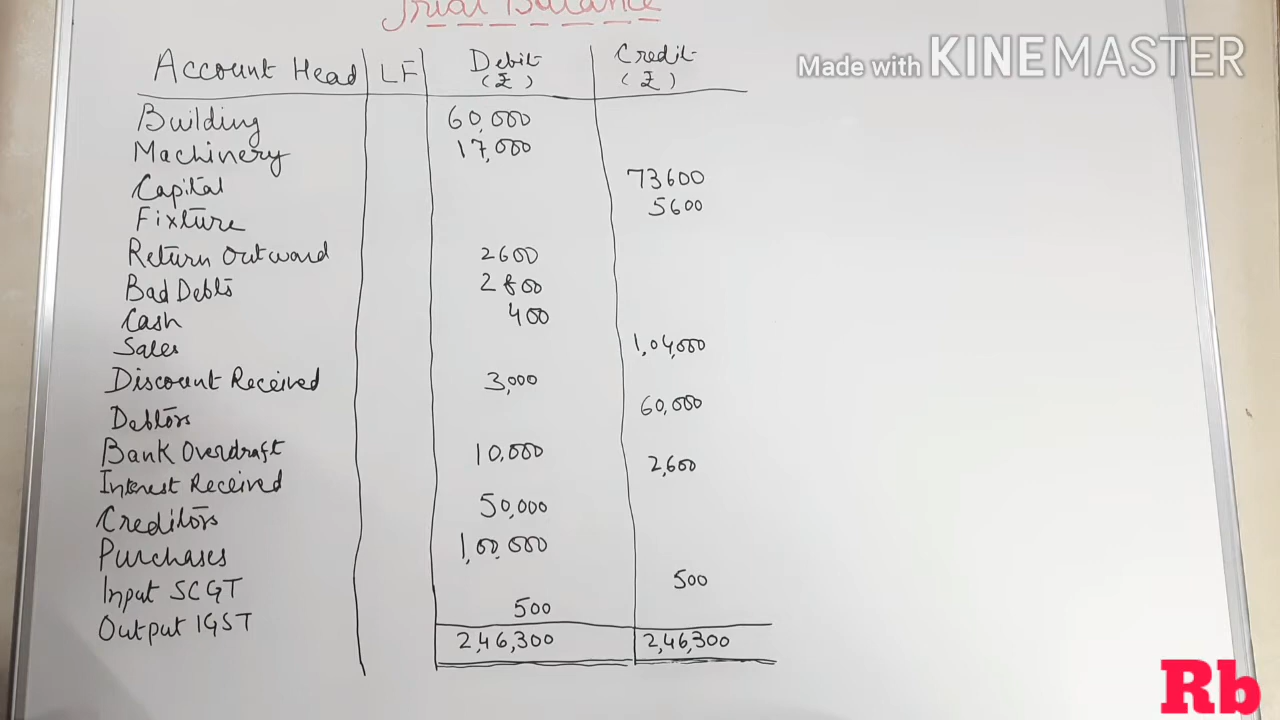 Trial Balance
Account Head LF Debit (₹) Credit (₹)
Made with KINEMASTER
Building 60,000
Machinery 17,000
Capital 73600
Fixture 5600
Return Outward 2600
Bad Debts 2800
Cash 400
Sales 1,04,000
Discount Received 3,000
Debtors 60,000
Bank Overdraft 10,000
Interest Received 2,600
Creditors 50,000
Purchases 1,00,000
Input SCGT 500
Output IGST 500
2,46,300 2,46,300
Rb